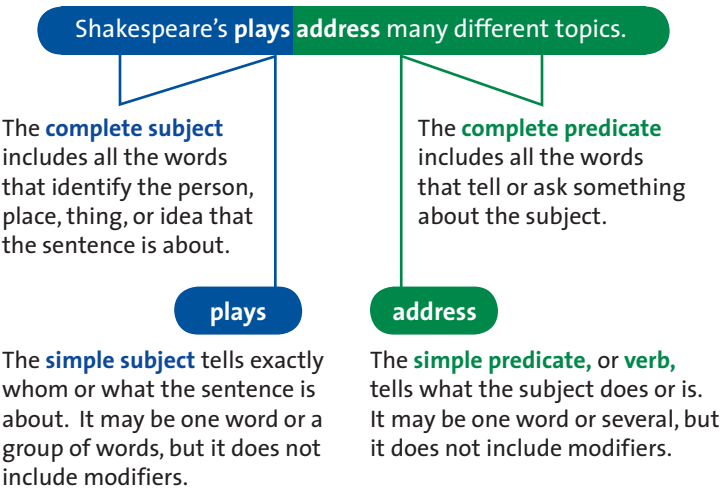 Shakespeare’s plays address many different topics.
The complete subject
includes all the words
that identify the person,
place, thing, or idea that
the sentence is about.
The complete predicate
includes all the words
that tell or ask something
about the subject.
plays
address
The simple subject tells exactly
whom or what the sentence is
about. It may be one word or a
group of words, but it does not
include modifiers.
The simple predicate, or verb,
tells what the subject does or is.
It may be one word or several, but
it does not include modifiers.